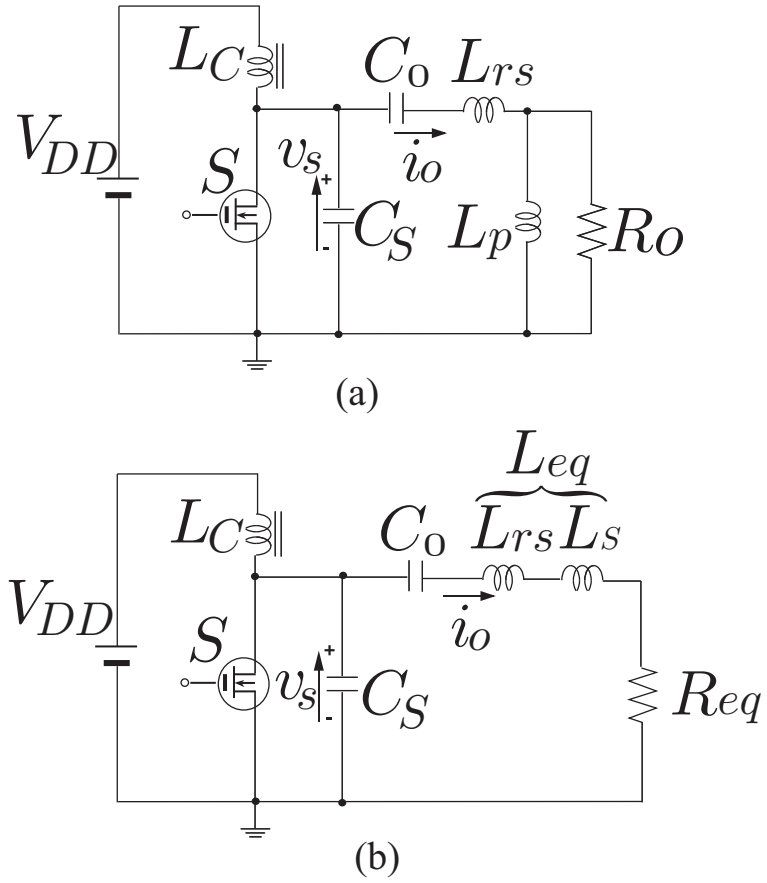 L_C
C_0 L_rs
V_DD
S
v_s
+
-
i_o
C_S
L_p
R_O
(a)
L_eq
L_C
C_0
L_rs L_s
V_DD
S
v_s
+
-
i_o
C_S
R_eq
(b)